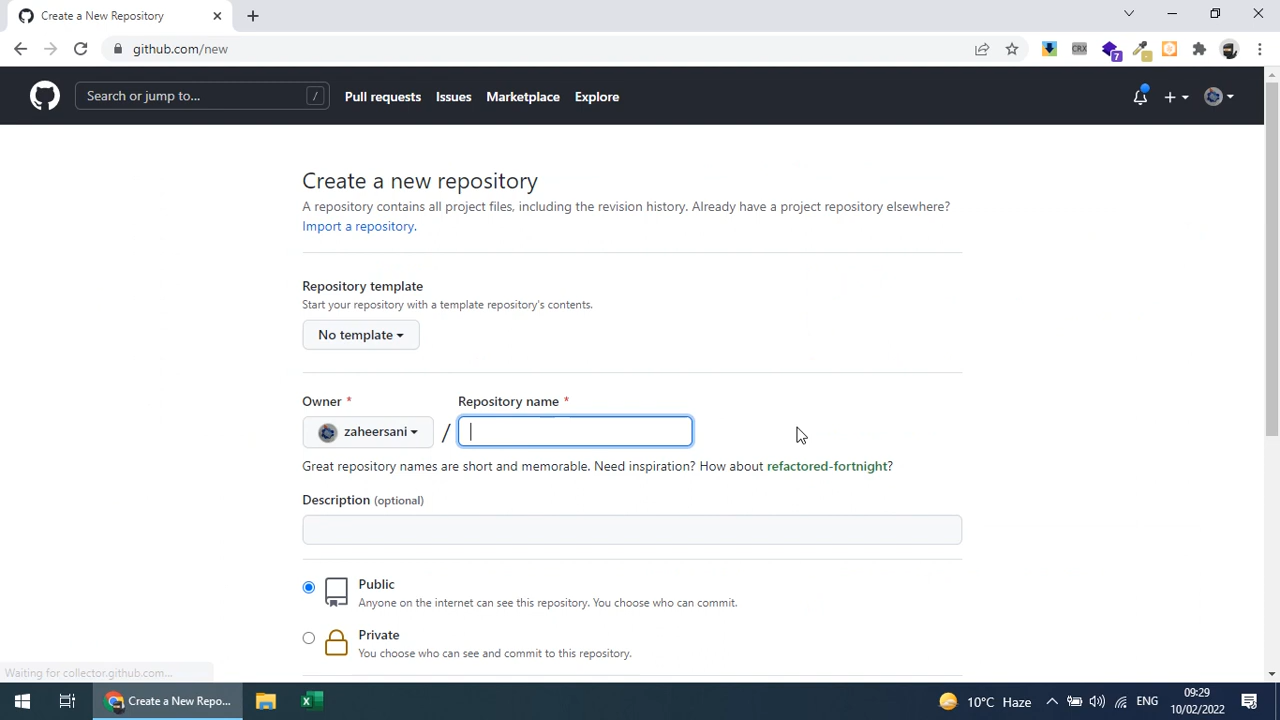 Create a New Repository
github.com/new
CRX
7
Search or jump to...
/
Pull requests
Issues
Marketplace
Explore
Create a new repository
A repository contains all project files, including the revision history. Already have a project repository elsewhere?
Import a repository.
Repository template
Start your repository with a template repository's contents.
No template
Owner *
Repository name *
zaheersani
/
Great repository names are short and memorable. Need inspiration? How about refactored-fortnight?
Description (optional)
Public
Anyone on the internet can see this repository. You choose who can commit.
Private
You choose who can see and commit to this repository.
Waiting for collector.github.com...
Create a New Repo...
10°C Haze
ENG
09:29
10/02/2022